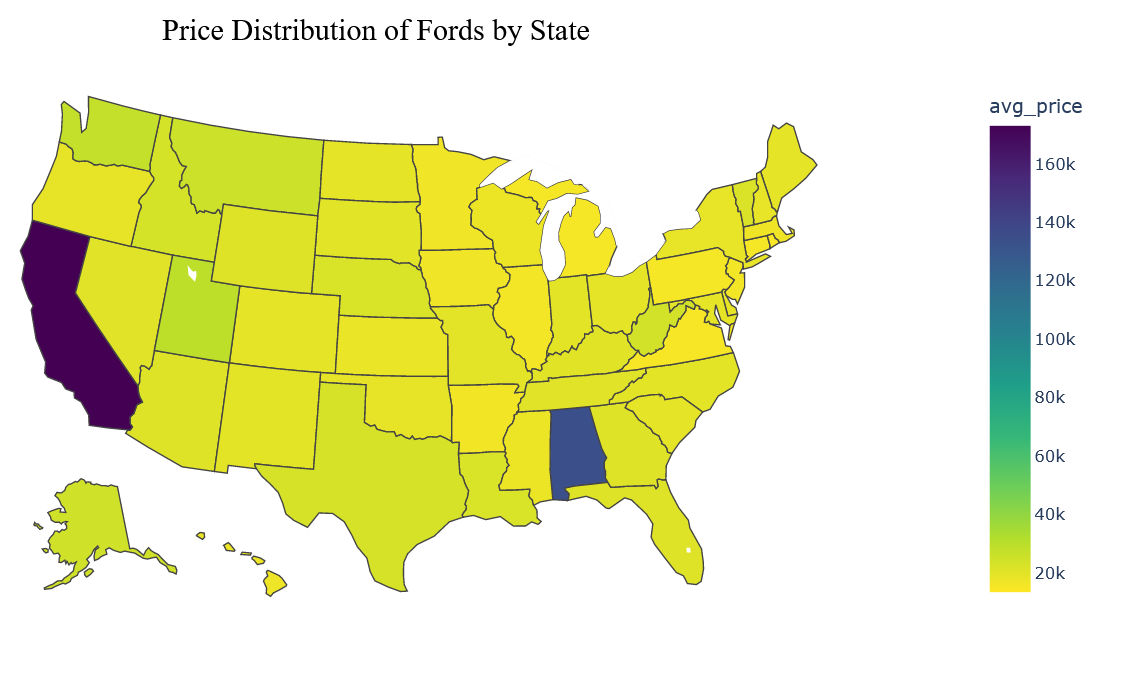 Price Distribution of Fords by State
avg_price
160k
140k
120k
100k
80k
60k
40k
20k